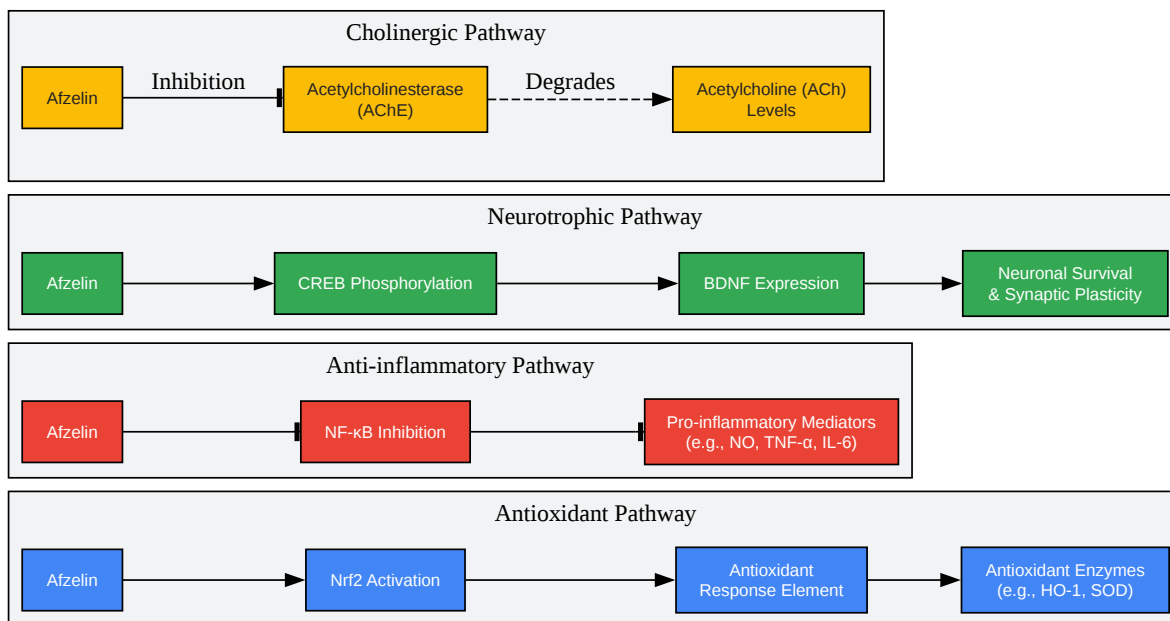 Cholinergic Pathway
Afzelin
Inhibition
Acetylcholinesterase
(AChE)
Degrades
Acetylcholine (ACh)
Levels
Neurotrophic Pathway
Afzelin
CREB Phosphorylation
BDNF Expression
Neuronal Survival
& Synaptic Plasticity
Anti-inflammatory Pathway
Afzelin
NF-κB Inhibition
Pro-inflammatory Mediators
(e.g., NO, TNF-α, IL-6)
Antioxidant Pathway
Afzelin
Nrf2 Activation
Antioxidant
Response Element
Antioxidant Enzymes
(e.g., HO-1, SOD)